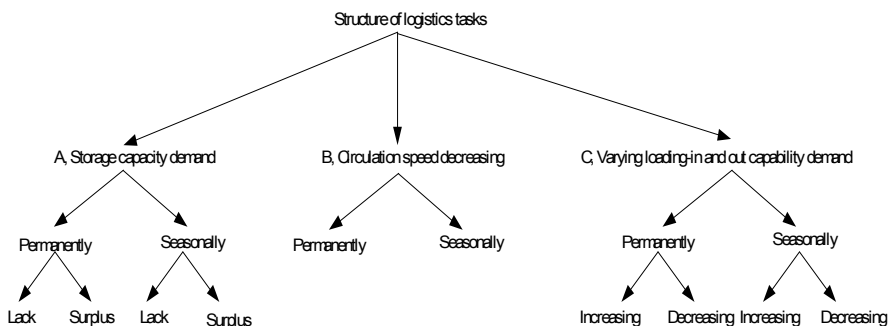 Structure of logistics tasks
A, Storage capacity demand
B, Circulation speed decreasing
C, Varying loading-in and out capability demand
Permanently
Seasonally
Permanently
Seasonally
Permanently
Seasonally
Lack
Surplus
Lack
Surplus
Increasing
Decreasing
Increasing
Decreasing